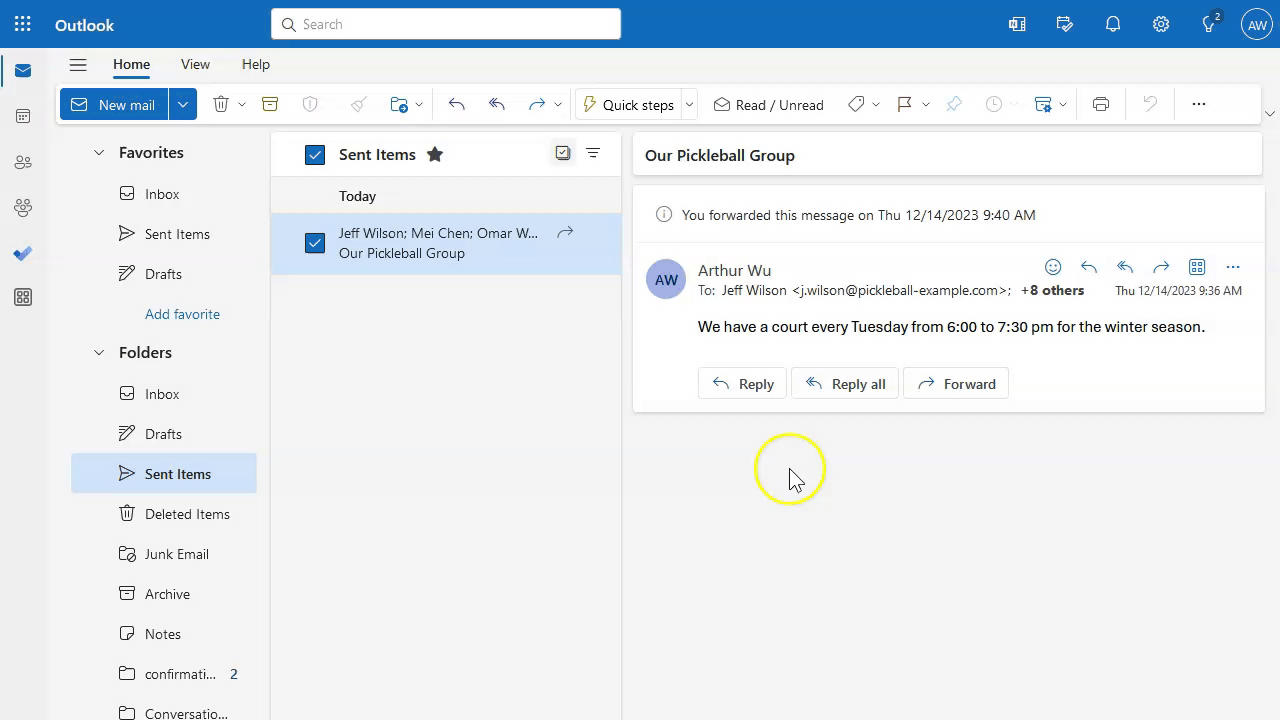 Outlook
Search
2
AW
Home View Help
New mail Quick steps Read / Unread
Favorites
Inbox
Sent Items
Drafts
Add favorite
Folders
Inbox
Drafts
Sent Items
Deleted Items
Junk Email
Archive
Notes
confirmati... 2
Conversatio...
Sent Items
Today
Jeff Wilson; Mei Chen; Omar W...
Our Pickleball Group
Our Pickleball Group
You forwarded this message on Thu 12/14/2023 9:40 AM
AW
Arthur Wu
To: Jeff Wilson <j.wilson@pickleball-example.com>; +8 others Thu 12/14/2023 9:36 AM
We have a court every Tuesday from 6:00 to 7:30 pm for the winter season.
Reply Reply all Forward